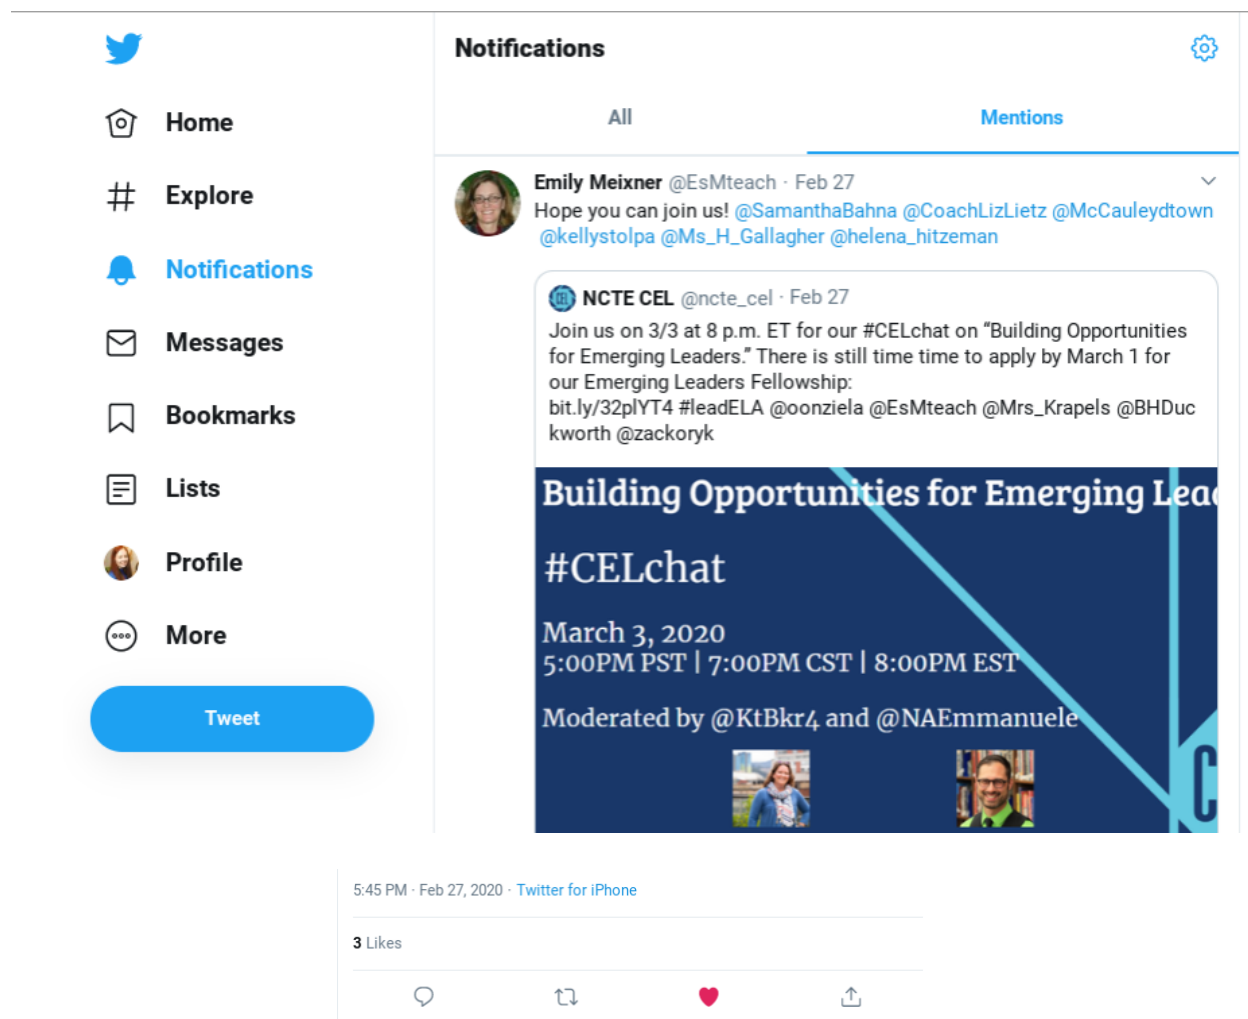 Notifications
Home
Explore
Notifications
Messages
Bookmarks
Lists
Profile
More
Tweet
All
Mentions
Emily Meixner @EsMteach · Feb 27
Hope you can join us! @SamanthaBahna @CoachLizLietz @McCauleydtown
@kellystolpa @Ms_H_Gallagher @helena_hitzeman
NCTE CEL @ncte_cel · Feb 27
Join us on 3/3 at 8 p.m. ET for our #CELchat on “Building Opportunities
for Emerging Leaders.” There is still time time to apply by March 1 for
our Emerging Leaders Fellowship:
bit.ly/32plYT4 #leadELA @oonziela @EsMteach @Mrs_Krapels @BHDuc
kworth @zackoryk
Building Opportunities for Emerging Lea
#CELchat
March 3, 2020
5:00PM PST | 7:00PM CST | 8:00PM EST
Moderated by @KtBkr4 and @NAEmmanuele
C
5:45 PM · Feb 27, 2020 · Twitter for iPhone
3 Likes